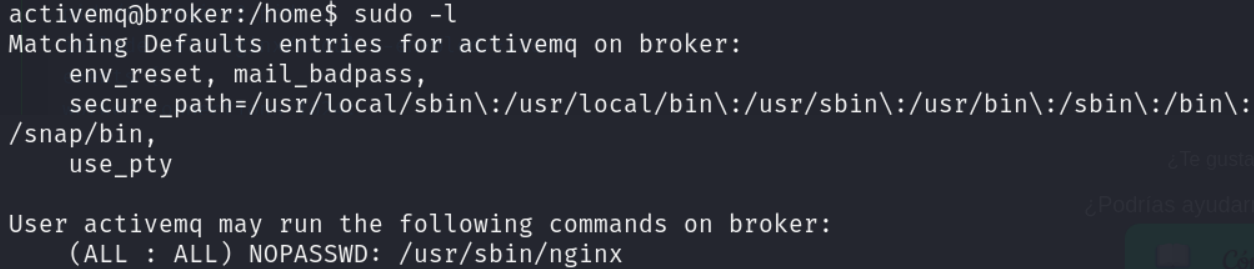 activemq@broker:/home$ sudo -l
Matching Defaults entries for activemq on broker:
    env_reset, mail_badpass,
    secure_path=/usr/local/sbin\:/usr/local/bin\:/usr/sbin\:/usr/bin\:/sbin\:/bin\:
/snap/bin,
    use_pty
¿Te gusta
¿Podrías ayudar
User activemq may run the following commands on broker:
    (ALL : ALL) NOPASSWD: /usr/sbin/nginx